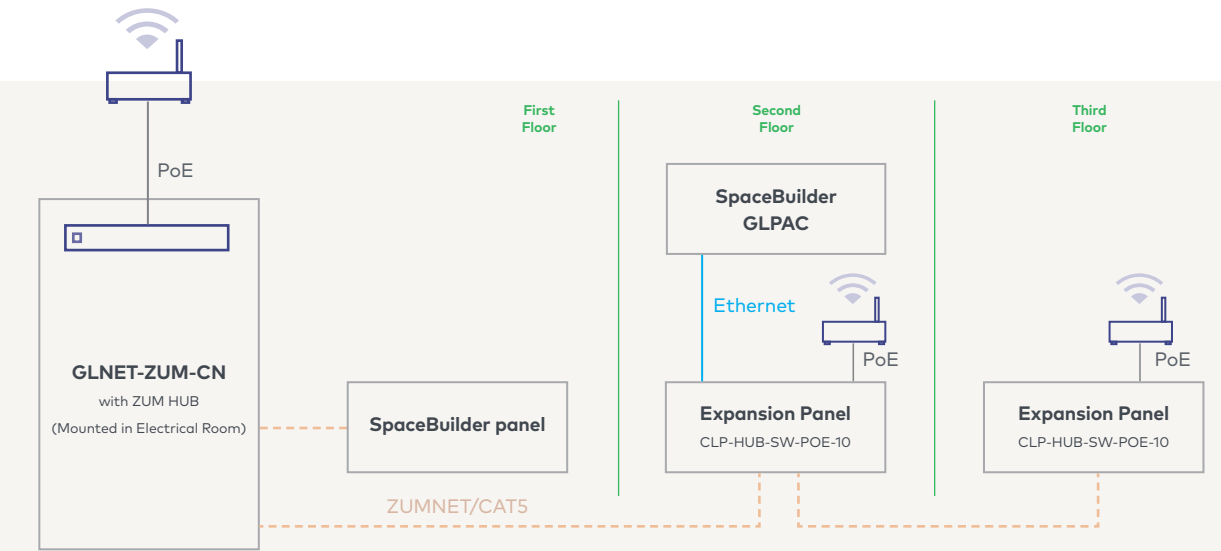 PoE
First
Floor
Second
Floor
Third
Floor
SpaceBuilder
GLPAC
Ethernet
PoE
PoE
GLNET-ZUM-CN
with ZUM HUB
(Mounted in Electrical Room)
SpaceBuilder panel
Expansion Panel
CLP-HUB-SW-POE-10
Expansion Panel
CLP-HUB-SW-POE-10
ZUMNET/CAT5